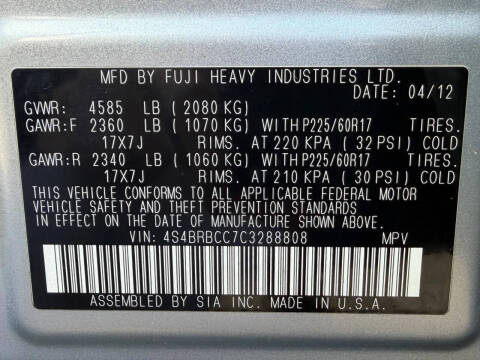 MFD BY FUJI HEAVY INDUSTRIES LTD.
DATE: 04/12
GVWR: 4585 LB (2080 KG)
GAWR:F 2360 LB (1070 KG) WITH P225/60R17 TIRES.
17X7J RIMS. AT 220 KPA (32 PSI) COLD
GAWR:R 2340 LB (1060 KG) WITH P225/60R17 TIRES.
17X7J RIMS. AT 210 KPA (30 PSI) COLD
THIS VEHICLE CONFORMS TO ALL APPLICABLE FEDERAL MOTOR
VEHICLE SAFETY AND THEFT PREVENTION STANDARDS
IN EFFECT ON THE DATE OF MANUFACTURE SHOWN ABOVE.
VIN: 4S4BRBCC7C3288808 MPV
ASSEMBLED BY SIA INC. MADE IN U.S.A.